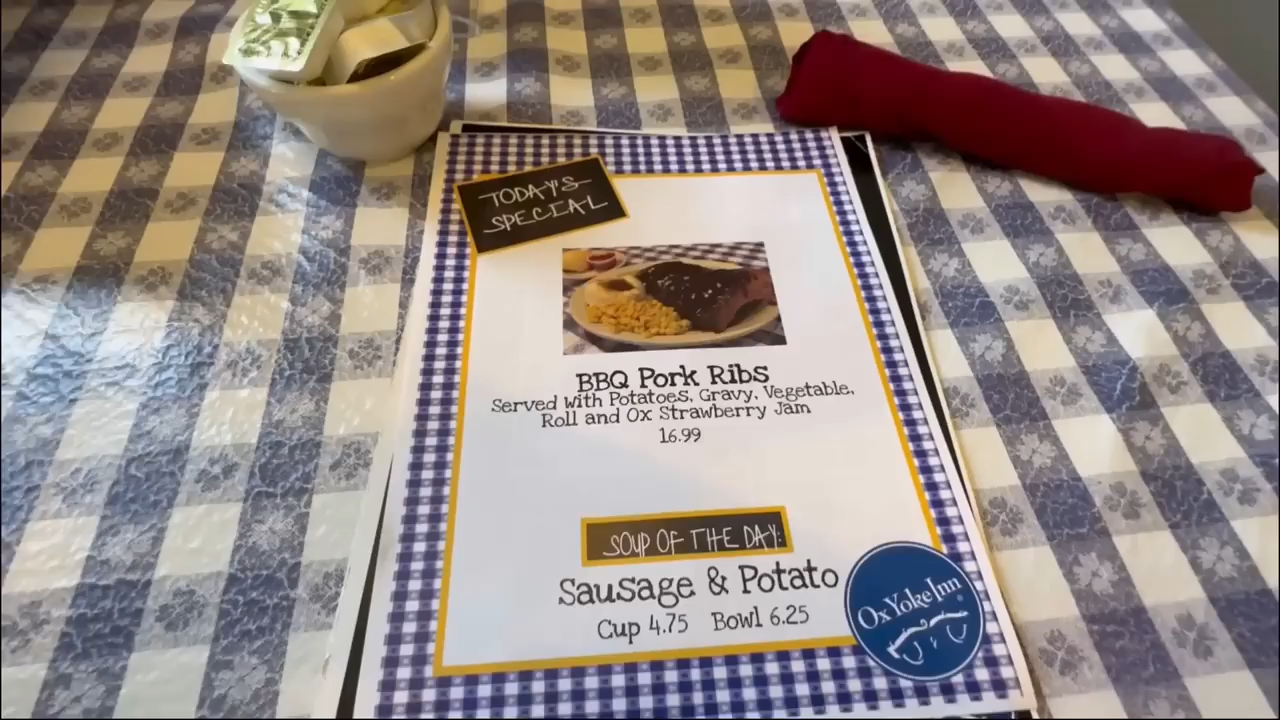 TODAY'S
SPECIAL
BBQ Pork Ribs
Served with Potatoes, Gravy, Vegetable,
Roll and Ox Strawberry Jam
16.99
SOUP OF THE DAY:
Sausage & Potato
Cup 4.75 Bowl 6.25
Ox Yoke Inn